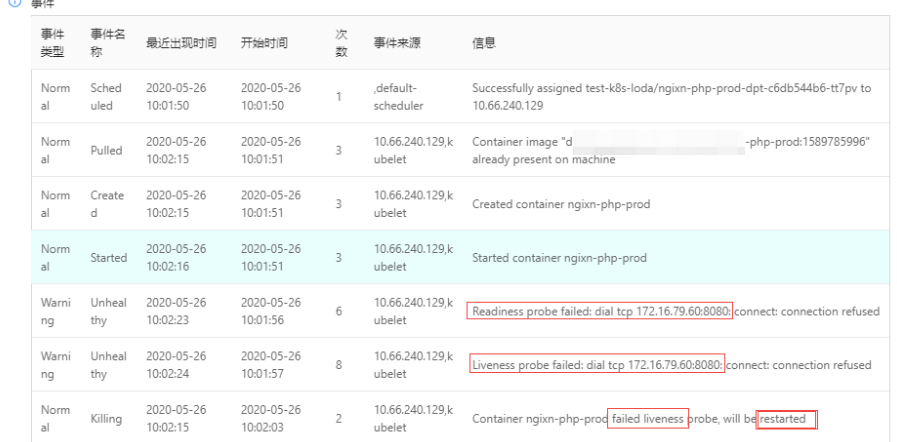 事件
事件类型 事件名称 最近出现时间 开始时间 次数 事件来源 信息
Normal Scheduled 2020-05-26 10:01:50 2020-05-26 10:01:50 1 ,default-scheduler Successfully assigned test-k8s-loda/ngixn-php-prod-dpt-c6db544b6-tt7pv to 10.66.240.129
Normal Pulled 2020-05-26 10:02:15 2020-05-26 10:01:51 3 10.66.240.129,kubelet Container image "d -php-prod:1589785996" already present on machine
Normal Created 2020-05-26 10:02:15 2020-05-26 10:01:51 3 10.66.240.129,kubelet Created container ngixn-php-prod
Normal Started 2020-05-26 10:02:16 2020-05-26 10:01:51 3 10.66.240.129,kubelet Started container ngixn-php-prod
Warning Unhealthy 2020-05-26 10:02:23 2020-05-26 10:01:56 6 10.66.240.129,kubelet Readiness probe failed: dial tcp 172.16.79.60:8080: connect: connection refused
Warning Unhealthy 2020-05-26 10:02:24 2020-05-26 10:01:57 8 10.66.240.129,kubelet Liveness probe failed: dial tcp 172.16.79.60:8080: connect: connection refused
Normal Killing 2020-05-26 10:02:15 2020-05-26 10:02:03 2 10.66.240.129,kubelet Container ngixn-php-prod failed liveness probe, will be restarted